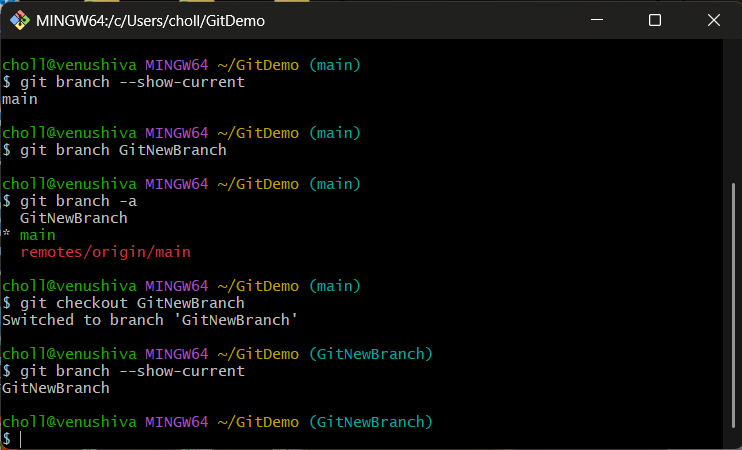 MINGW64:/c/Users/choll/GitDemo
choll@venushiva MINGW64 ~/GitDemo (main)
$ git branch --show-current
main
choll@venushiva MINGW64 ~/GitDemo (main)
$ git branch GitNewBranch
choll@venushiva MINGW64 ~/GitDemo (main)
$ git branch -a
  GitNewBranch
* main
  remotes/origin/main
choll@venushiva MINGW64 ~/GitDemo (main)
$ git checkout GitNewBranch
Switched to branch 'GitNewBranch'
choll@venushiva MINGW64 ~/GitDemo (GitNewBranch)
$ git branch --show-current
GitNewBranch
choll@venushiva MINGW64 ~/GitDemo (GitNewBranch)
$